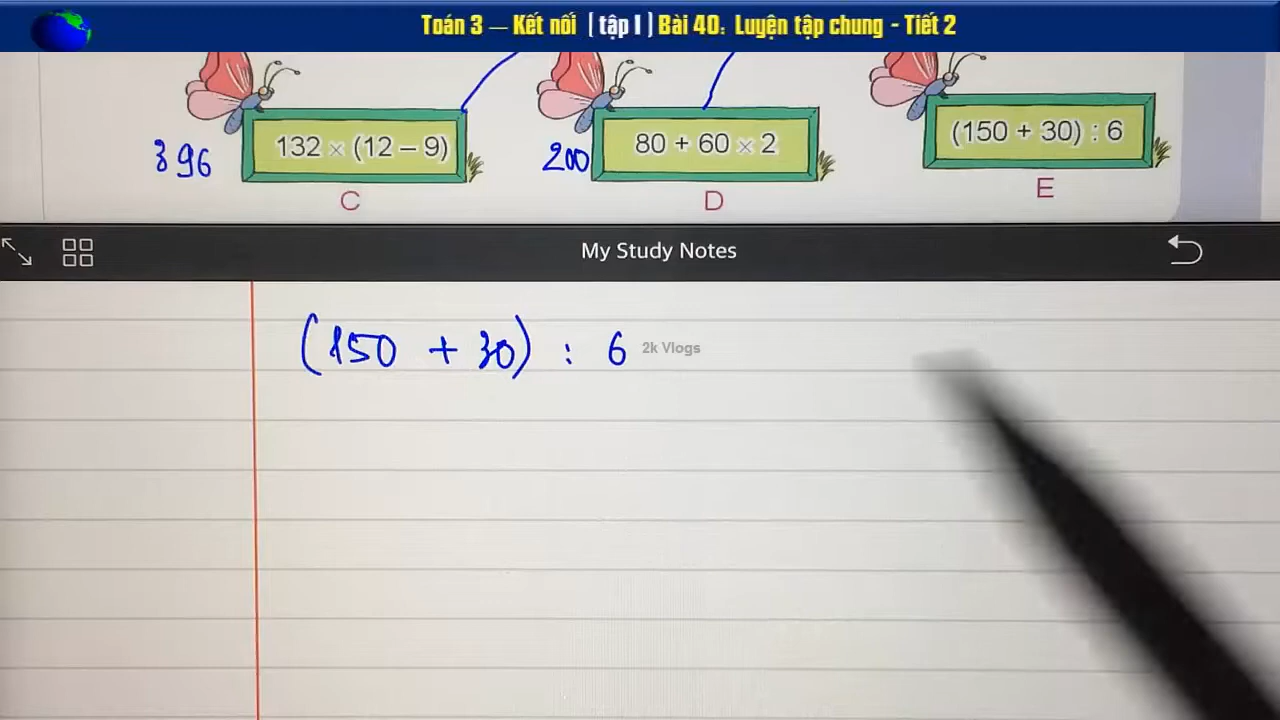 Toán 3 – Kết nối [ tập 1 ] Bài 40: Luyện tập chung - Tiết 2
396 132 × (12 – 9) 200 80 + 60 × 2 (150 + 30) : 6
C D E
My Study Notes
(150 + 30) : 6 2k Vlogs